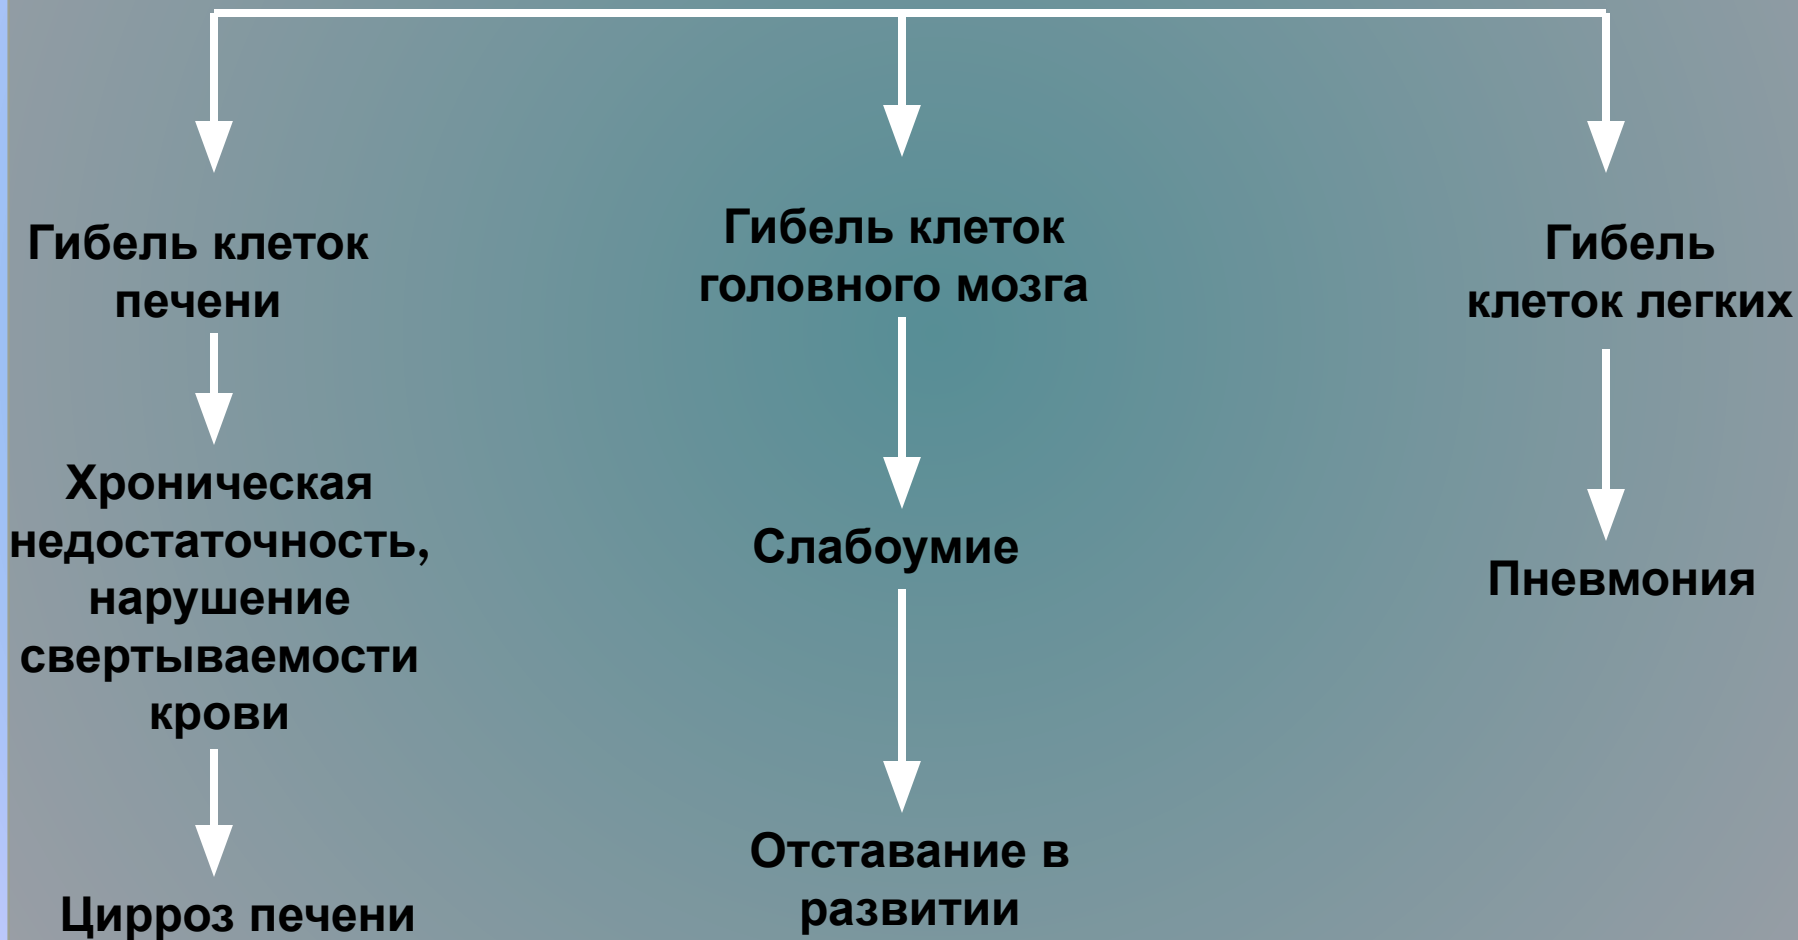 Гибель клеток
печени
Хроническая
недостаточность,
нарушение
свертываемости
крови
Цирроз печени
Гибель клеток
головного мозга
Слабоумие
Отставание в
развитии
Гибель
клеток легких
Пневмония